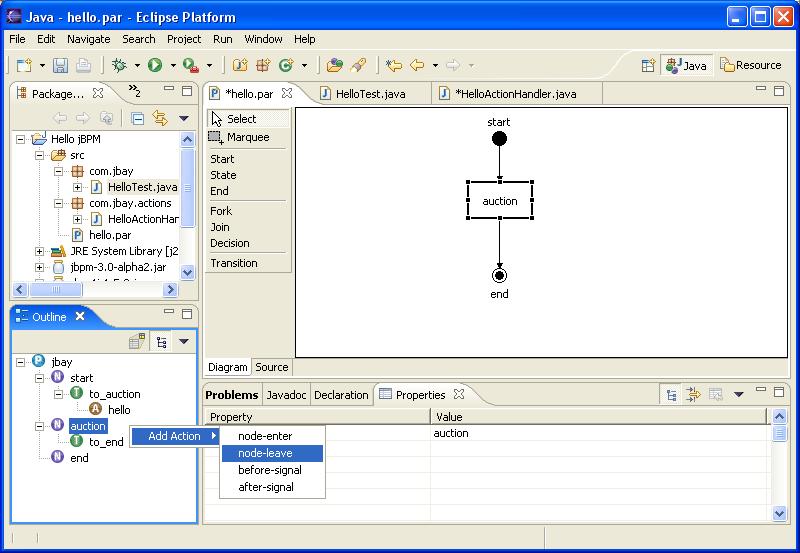 Java - hello.par - Eclipse Platform
File Edit Navigate Search Project Run Window Help
Java Resource
Package... »2
Hello jBPM
src
com.jbay
HelloTest.java
com.jbay.actions
HelloActionHan
hello.par
JRE System Library [j2
jbpm-3.0-alpha2.jar
*hello.par HelloTest.java *HelloActionHandler.java
Select
Marquee
Start
State
End
Fork
Join
Decision
Transition
start
auction
end
Diagram Source
Outline
jbay
start
to_auction
hello
auction
to_end
end
Add Action
node-enter
node-leave
before-signal
after-signal
Problems Javadoc Declaration Properties
Property Value
auction